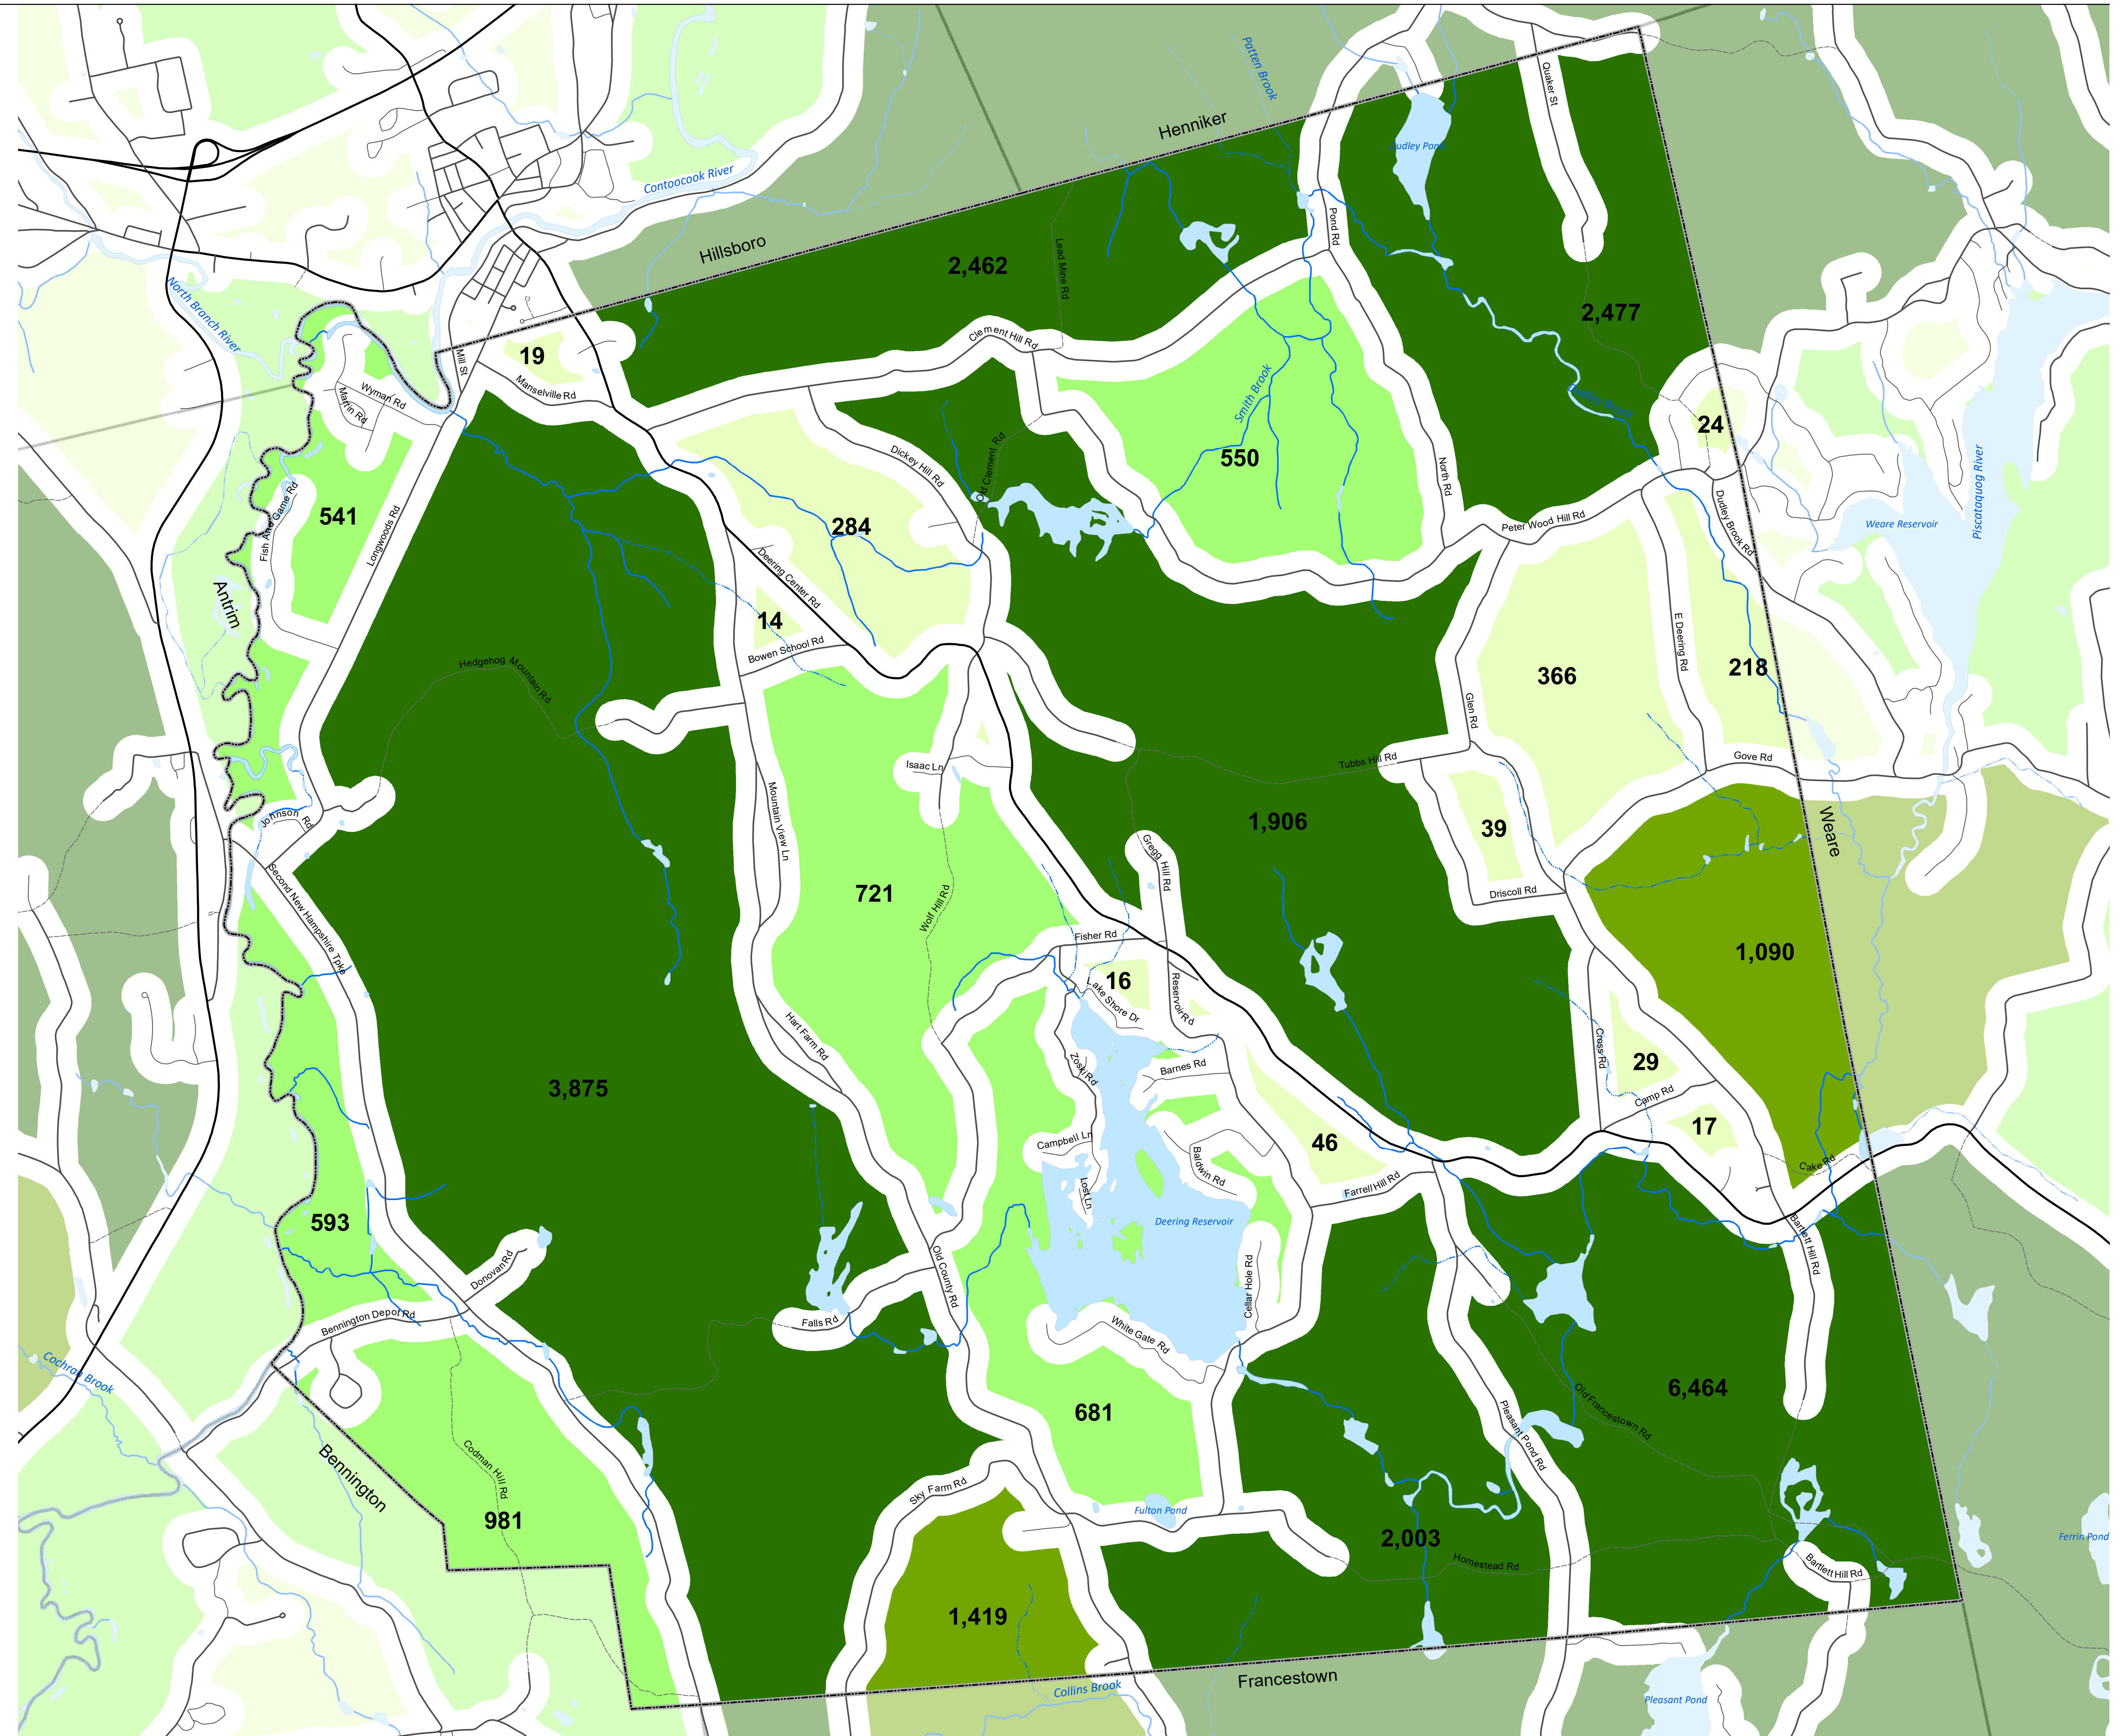 Patten Brook
Quaker St
Henniker
Contoocook River
Hillsboro
Pond Rd
Lead Mine Rd
2,462
2,477
North Branch River
19
Mill St
Manselville Rd
Clement Hill Rd
Wyman Rd
Martin Rd
Smith Brook
24
Dickey Hill Rd
Old Clement Rd
550
North Rd
541
Fish And Game Rd
Longwoods Rd
284
Peter Wood Hill Rd
Dudley Brook Rd
Weare Reservoir
Piscataquog River
Antrim
Deering Center Rd
14
Bowen School Rd
Hedgehog Mountain Rd
E Deering Rd
366
218
Glen Rd
Tubbs Hill Rd
Gove Rd
Isaac Ln
Mountain View Ln
1,906
39
Weare
Johnson Rd
Second New Hampshire Tpke
721
Wolf Hill Rd
Gregg Hill Rd
Driscoll Rd
Fisher Rd
1,090
16
Lake Shore Dr
Reservoir Rd
Hart Farm Rd
Zoski Rd
Barnes Rd
Cross Rd
29
Camp Rd
3,875
17
46
Campbell Ln
Baldwin Rd
Lost Ln
Farrell Hill Rd
Cake Rd
593
Deering Reservoir
Bartlett Hill Rd
Donovan Rd
Old County Rd
Cellar Hole Rd
Bennington Depot Rd
Falls Rd
White Gate Rd
Cochran Brook
681
6,464
Old Francestown Rd
Pleasant Pond Rd
Bennington
Codman Hill Rd
981
Sky Farm Rd
Fulton Pond
2,003
Homestead Rd
Ferrin Pond
Bartlett Hill Rd
1,419
Collins Brook
Francestown
Pleasant Pond